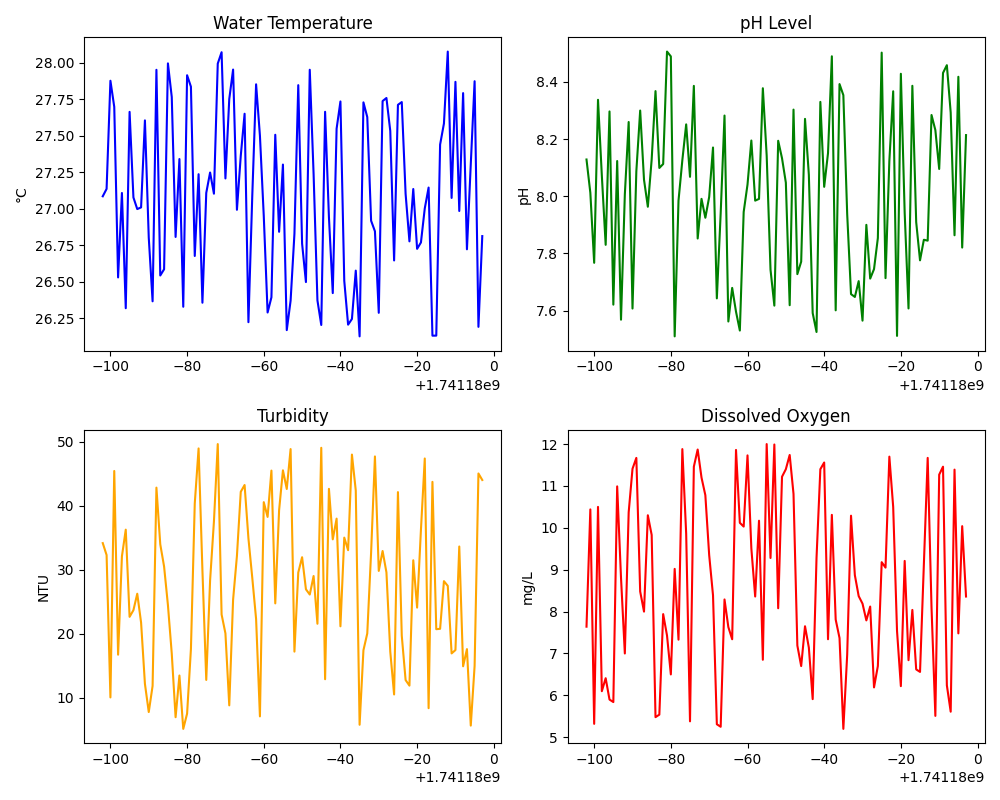 Water Temperature
°C
28.00
27.75
27.50
27.25
27.00
26.75
26.50
26.25
−100 −80 −60 −40 −20 0
+1.74118e9
pH Level
pH
8.4
8.2
8.0
7.8
7.6
−100 −80 −60 −40 −20 0
+1.74118e9
Turbidity
NTU
50
40
30
20
10
−100 −80 −60 −40 −20 0
+1.74118e9
Dissolved Oxygen
mg/L
12
11
10
9
8
7
6
5
−100 −80 −60 −40 −20 0
+1.74118e9